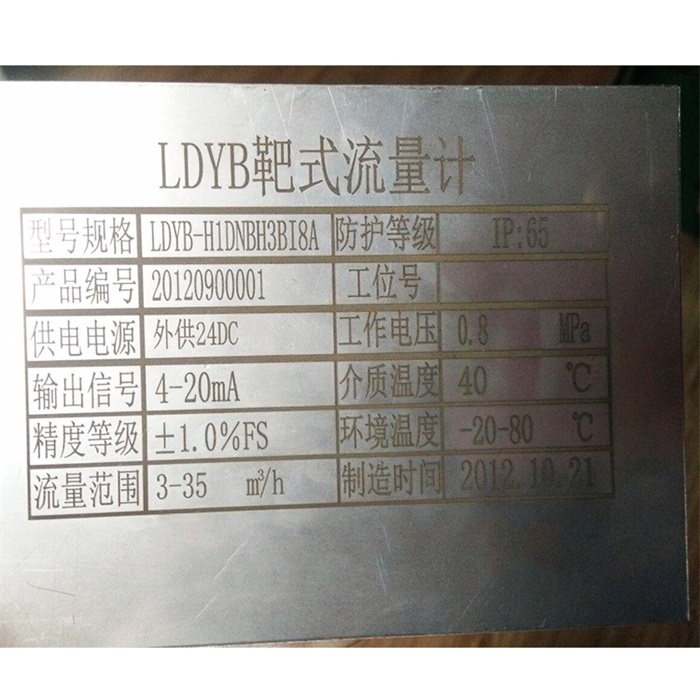 LDYB靶式流量计
型号规格 LDYB-H1DNBH3BI8A 防护等级 IP:65
产品编号 20120900001 工位号
供电电源 外供24DC 工作电压 0.8 MPa
输出信号 4-20mA 介质温度 40 ℃
精度等级 ±1.0%FS 环境温度 -20-80 ℃
流量范围 3-35 m³/h 制造时间 2012.10.21